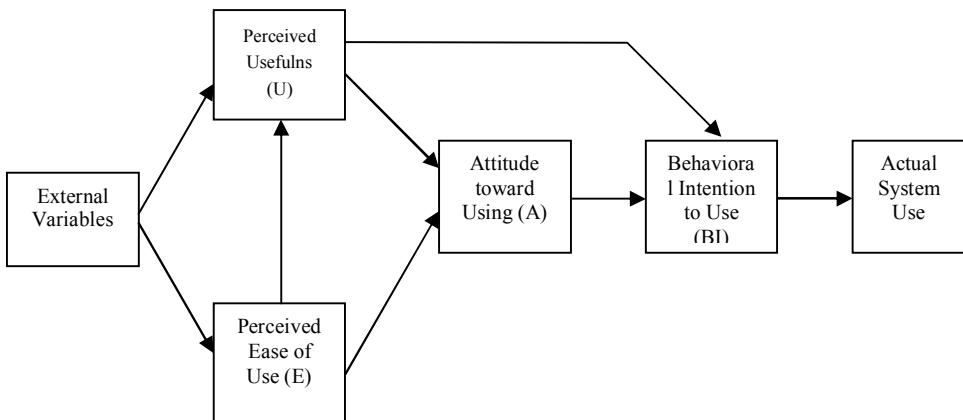 Perceived
Usefulns
(U)
External
Variables
Perceived
Ease of
Use (E)
Attitude
toward
Using (A)
Behaviora
l Intention
to Use
(BI)
Actual
System
Use